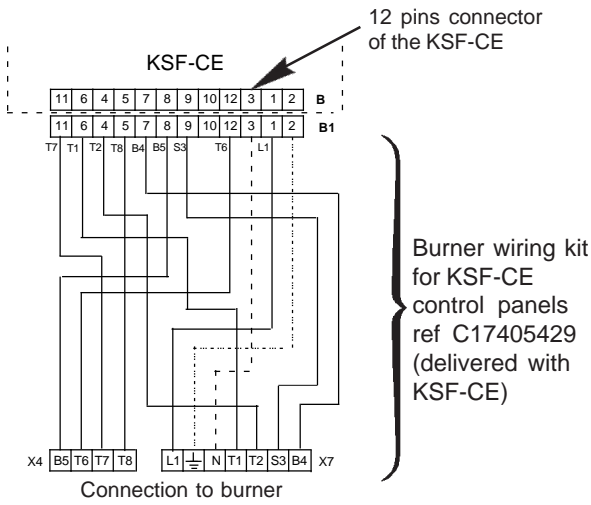 12 pins connector
of the KSF-CE
KSF-CE
11 6 4 5 7 8 9 10 12 3 1 2 B
11 6 4 5 7 8 9 10 12 3 1 2 B1
T7 T1 T2 T8 B4 B5 S3 T6 L1
Burner wiring kit
for KSF-CE
control panels
ref C17405429
(delivered with
KSF-CE)
X4 B5 T6 T7 T8 L1 N T1 T2 S3 B4 X7
Connection to burner